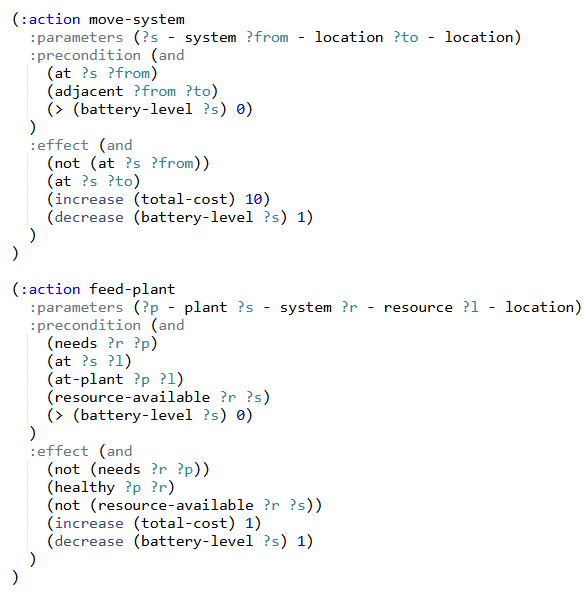 (:action move-system
  :parameters (?s - system ?from - location ?to - location)
  :precondition (and
    (at ?s ?from)
    (adjacent ?from ?to)
    (> (battery-level ?s) 0)
  )
  :effect (and
    (not (at ?s ?from))
    (at ?s ?to)
    (increase (total-cost) 10)
    (decrease (battery-level ?s) 1)
  )
)

(:action feed-plant
  :parameters (?p - plant ?s - system ?r - resource ?l - location)
  :precondition (and
    (needs ?r ?p)
    (at ?s ?l)
    (at-plant ?p ?l)
    (resource-available ?r ?s)
    (> (battery-level ?s) 0)
  )
  :effect (and
    (not (needs ?r ?p))
    (healthy ?p ?r)
    (not (resource-available ?r ?s))
    (increase (total-cost) 1)
    (decrease (battery-level ?s) 1)
  )
)